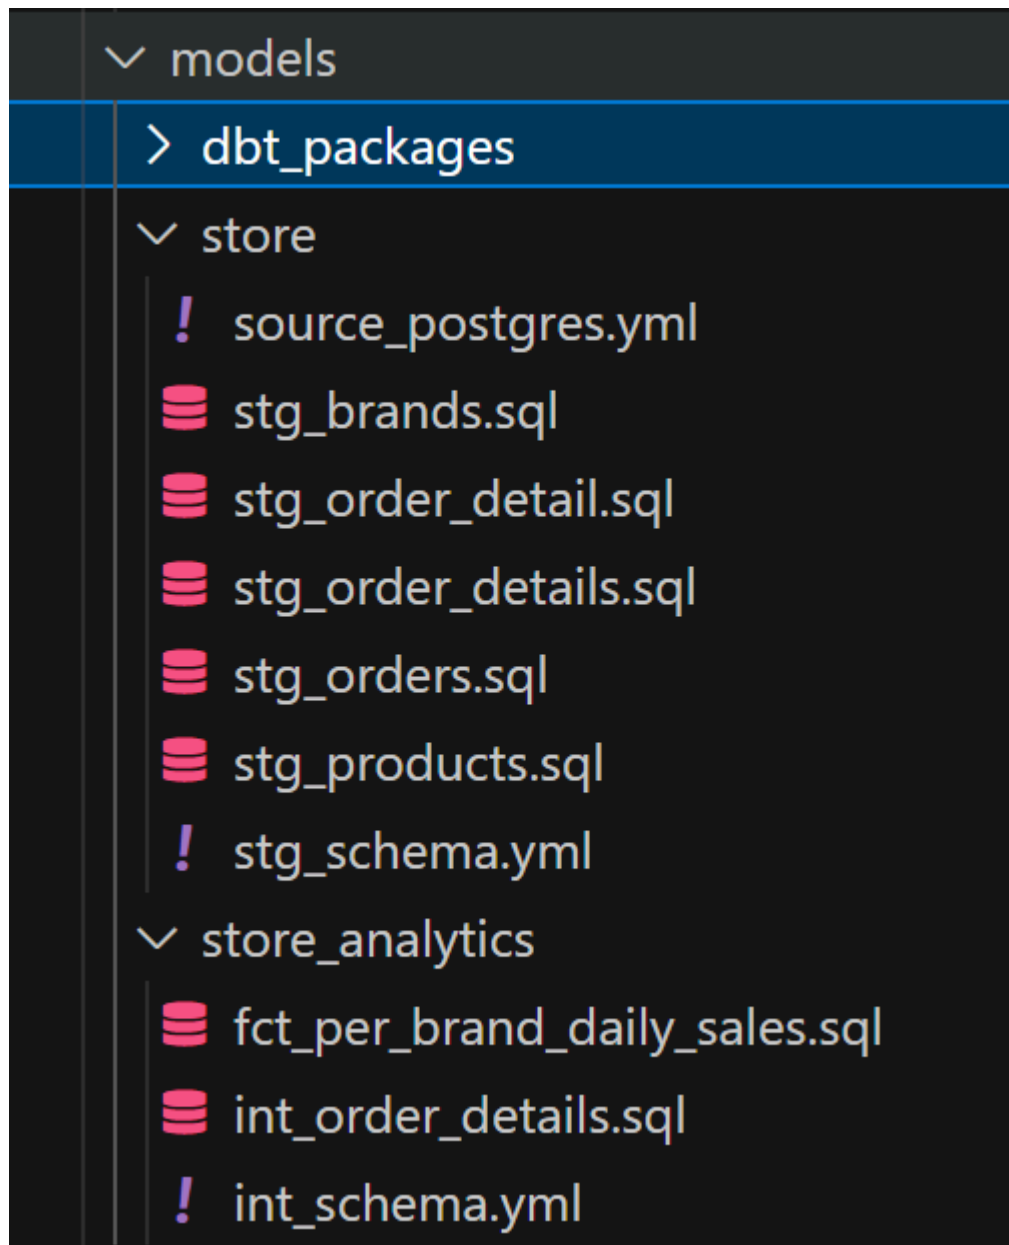 models
dbt_packages
store
! source_postgres.yml
stg_brands.sql
stg_order_detail.sql
stg_order_details.sql
stg_orders.sql
stg_products.sql
! stg_schema.yml
store_analytics
fct_per_brand_daily_sales.sql
int_order_details.sql
! int_schema.yml